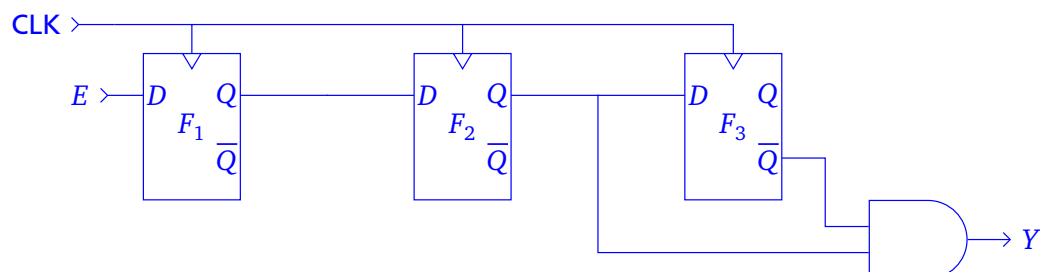 CLK
E D Q D Q D Q
F₁ F₂ F₃
Q̅ Q̅ Q̅
Y